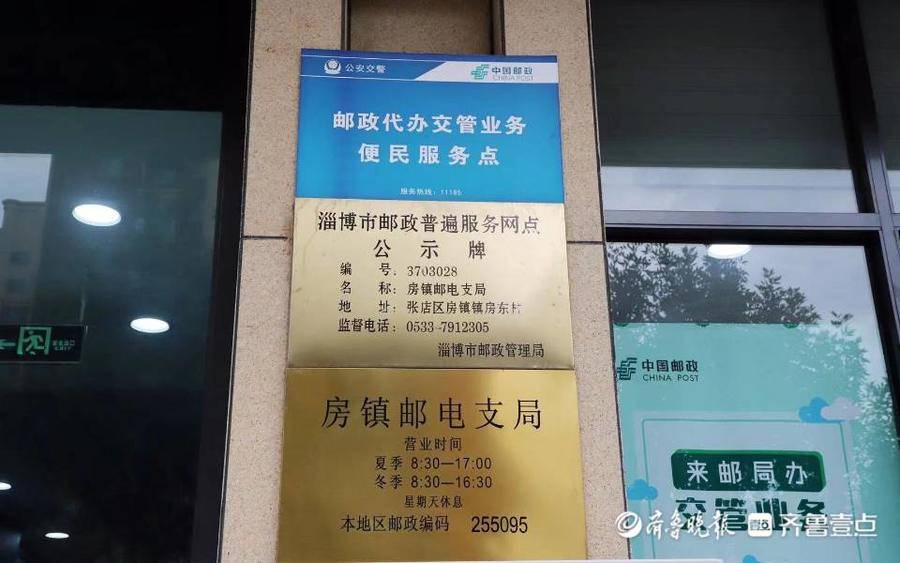 公安交警
中国邮政
CHINA POST
邮政代办交管业务
便民服务点
服务热线：11185
淄博市邮政普遍服务网点
公示牌
编 号：3703028
名 称：房镇邮电支局
地 址：张店区房镇镇房东村
监督电话：0533-7912305
淄博市邮政管理局
房镇邮电支局
营业时间
夏季 8:30—17:00
冬季 8:30—16:30
星期天休息
本地区邮政编码 255095
中国邮政
CHINA POST
来邮局办
交管业务
安全出口
齐鲁晚报
齐鲁壹点